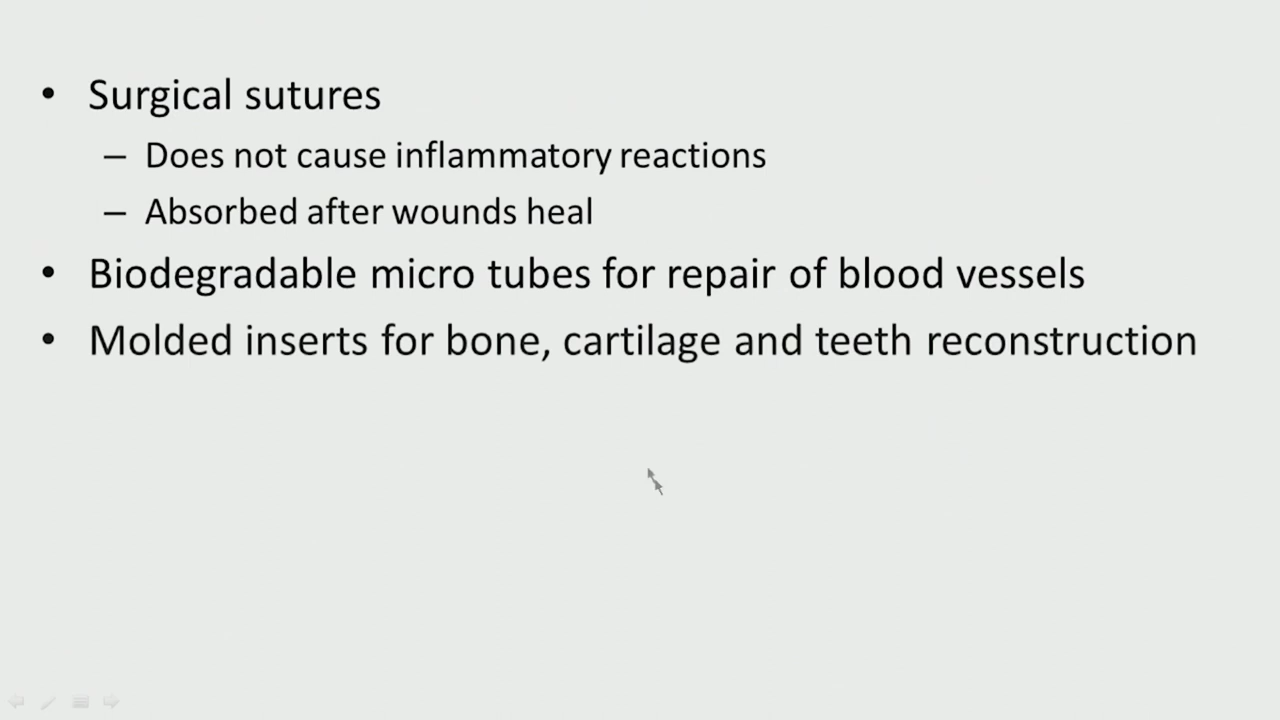 • Surgical sutures
– Does not cause inflammatory reactions
– Absorbed after wounds heal
• Biodegradable micro tubes for repair of blood vessels
• Molded inserts for bone, cartilage and teeth reconstruction